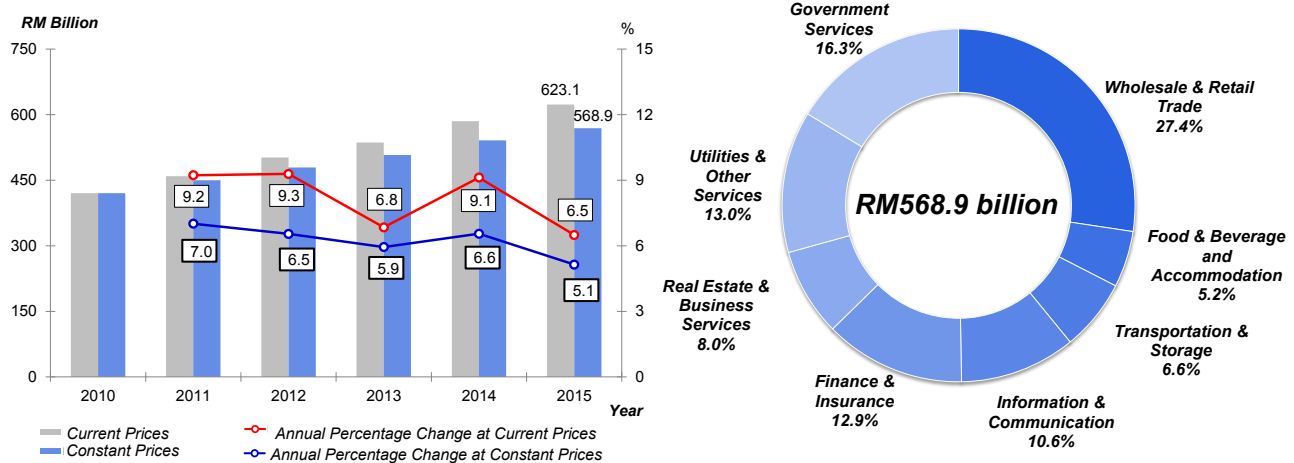 RM Billion
%
750
600
450
300
150
0
15
12
9
6
3
0
623.1
568.9
9.2
9.3
6.8
9.1
6.5
7.0
6.5
5.9
6.6
5.1
2010
2011
2012
2013
2014
2015
Year
Current Prices
Constant Prices
Annual Percentage Change at Current Prices
Annual Percentage Change at Constant Prices
Government
Services
16.3%
Wholesale & Retail
Trade
27.4%
Utilities &
Other
Services
13.0%
RM568.9 billion
Food & Beverage
and
Accommodation
5.2%
Real Estate &
Business
Services
8.0%
Transportation &
Storage
6.6%
Finance &
Insurance
12.9%
Information &
Communication
10.6%